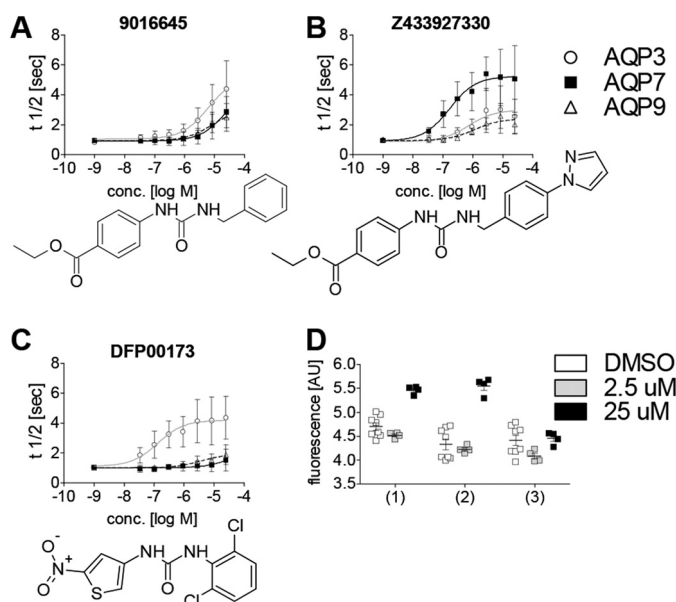 A
9016645
t 1/2 [sec]
8
6
4
2
0
-10 -9 -8 -7 -6 -5 -4
conc. [log M]
NH NH
O
O
O
B
Z433927330
t 1/2 [sec]
8
6
4
2
0
-10 -9 -8 -7 -6 -5 -4
conc. [log M]
AQP3
AQP7
AQP9
N
N
NH NH
O
O
O
C
DFP00173
t 1/2 [sec]
8
6
4
2
0
-10 -9 -8 -7 -6 -5 -4
conc. [log M]
Cl
O-
NH NH
N+
O
O
S
Cl
D
fluorescence [AU]
6.0
5.5
5.0
4.5
4.0
3.5
(1) (2) (3)
DMSO
2.5 uM
25 uM